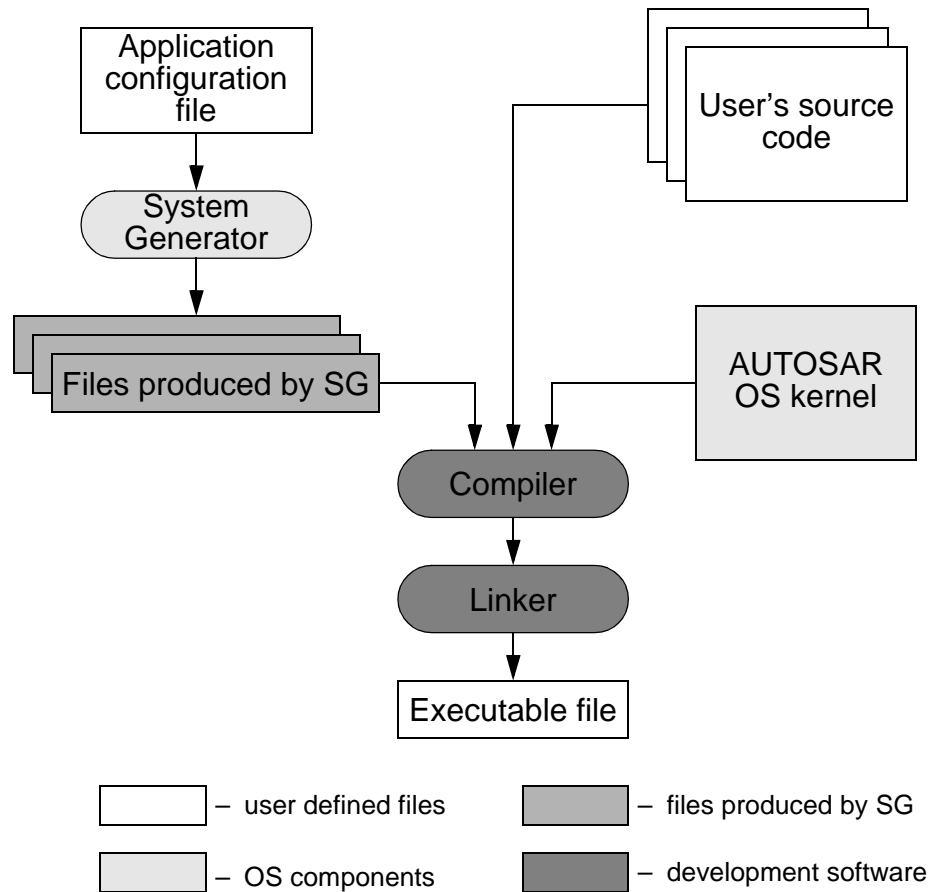 Application
configuration
file
User's source
code
System
Generator
Files produced by SG
AUTOSAR
OS kernel
Compiler
Linker
Executable file
– user defined files
– files produced by SG
– OS components
– development software